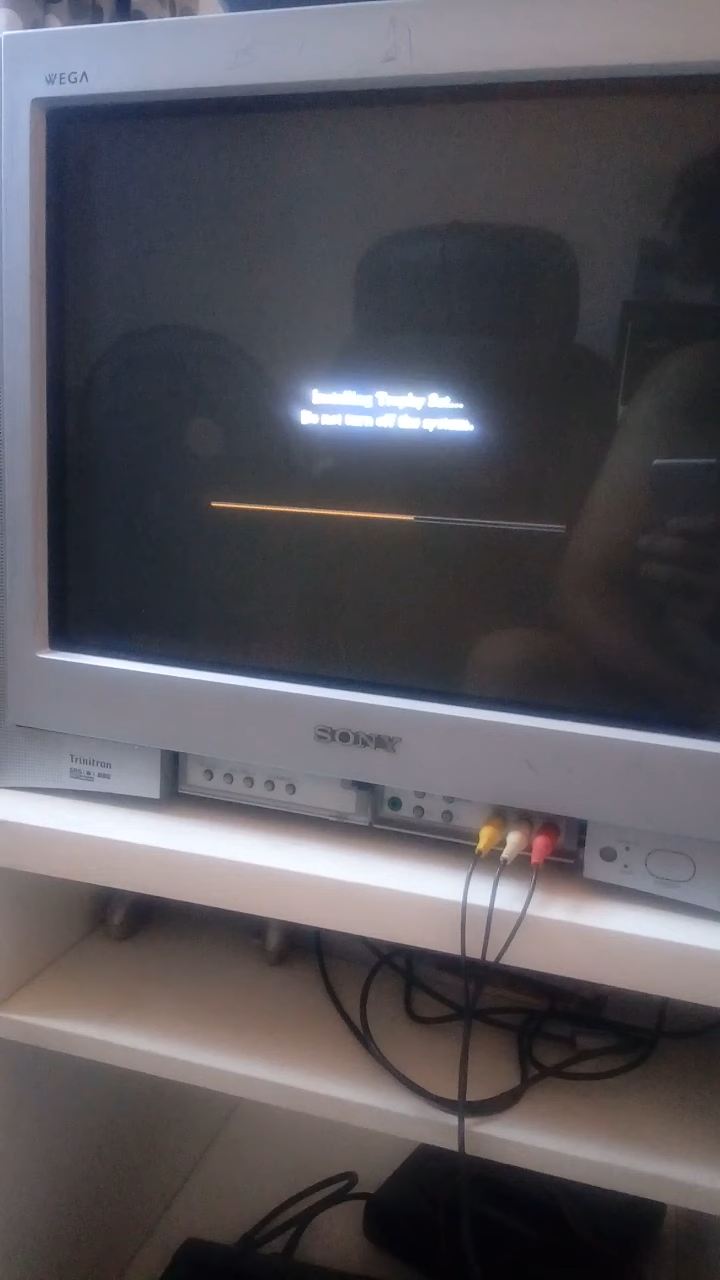 WEGA
Installing Trophy Set...
Do not turn off the system.
SONY
Trinitron